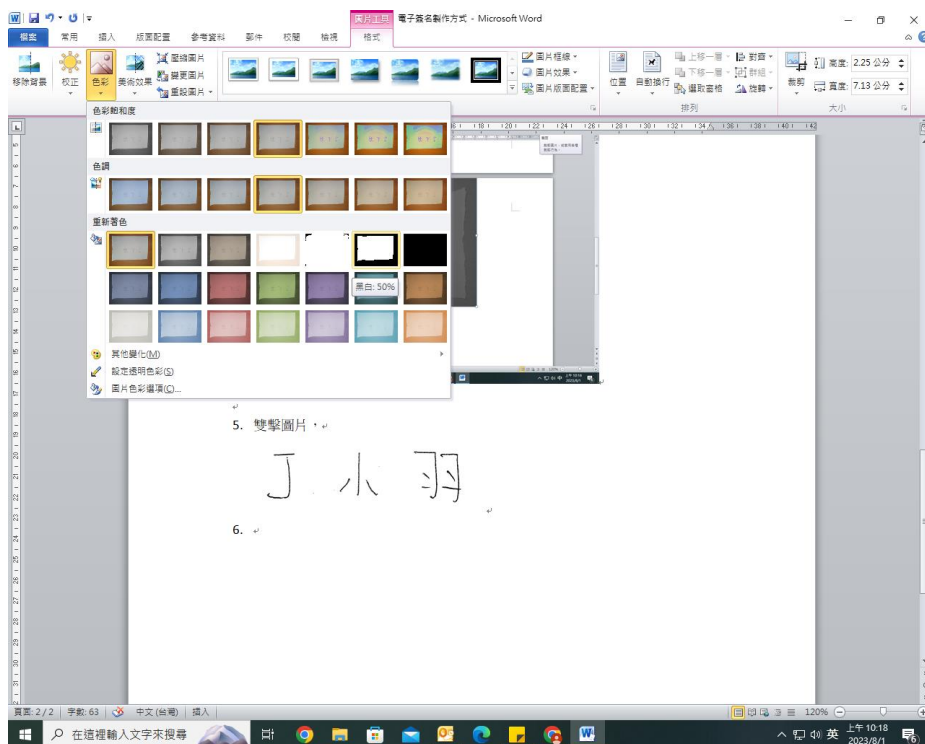 圖片工具
電子簽名製作方式 - Microsoft Word
檔案 常用 插入 版面配置 參考資料 郵件 校閱 檢視 格式
移除背景 校正 色彩 美術效果
壓縮圖片
變更圖片
重設圖片
圖片框線
圖片效果
圖片版面配置
位置 自動換行
上移一層
下移一層
選取窗格
對齊
群組
旋轉
裁剪
高度: 2.25 公分
寬度: 7.13 公分
排列 大小
色彩飽和度
色調
重新著色
黑白: 50%
其他變化(M)
設定透明色彩(S)
圖片色彩選項(C)...
5. 雙擊圖片，
丁 小 羽
6.
頁面: 2/2 字數: 63 中文(台灣) 插入 120%
在這裡輸入文字來搜尋
英
上午 10:18
2023/8/1